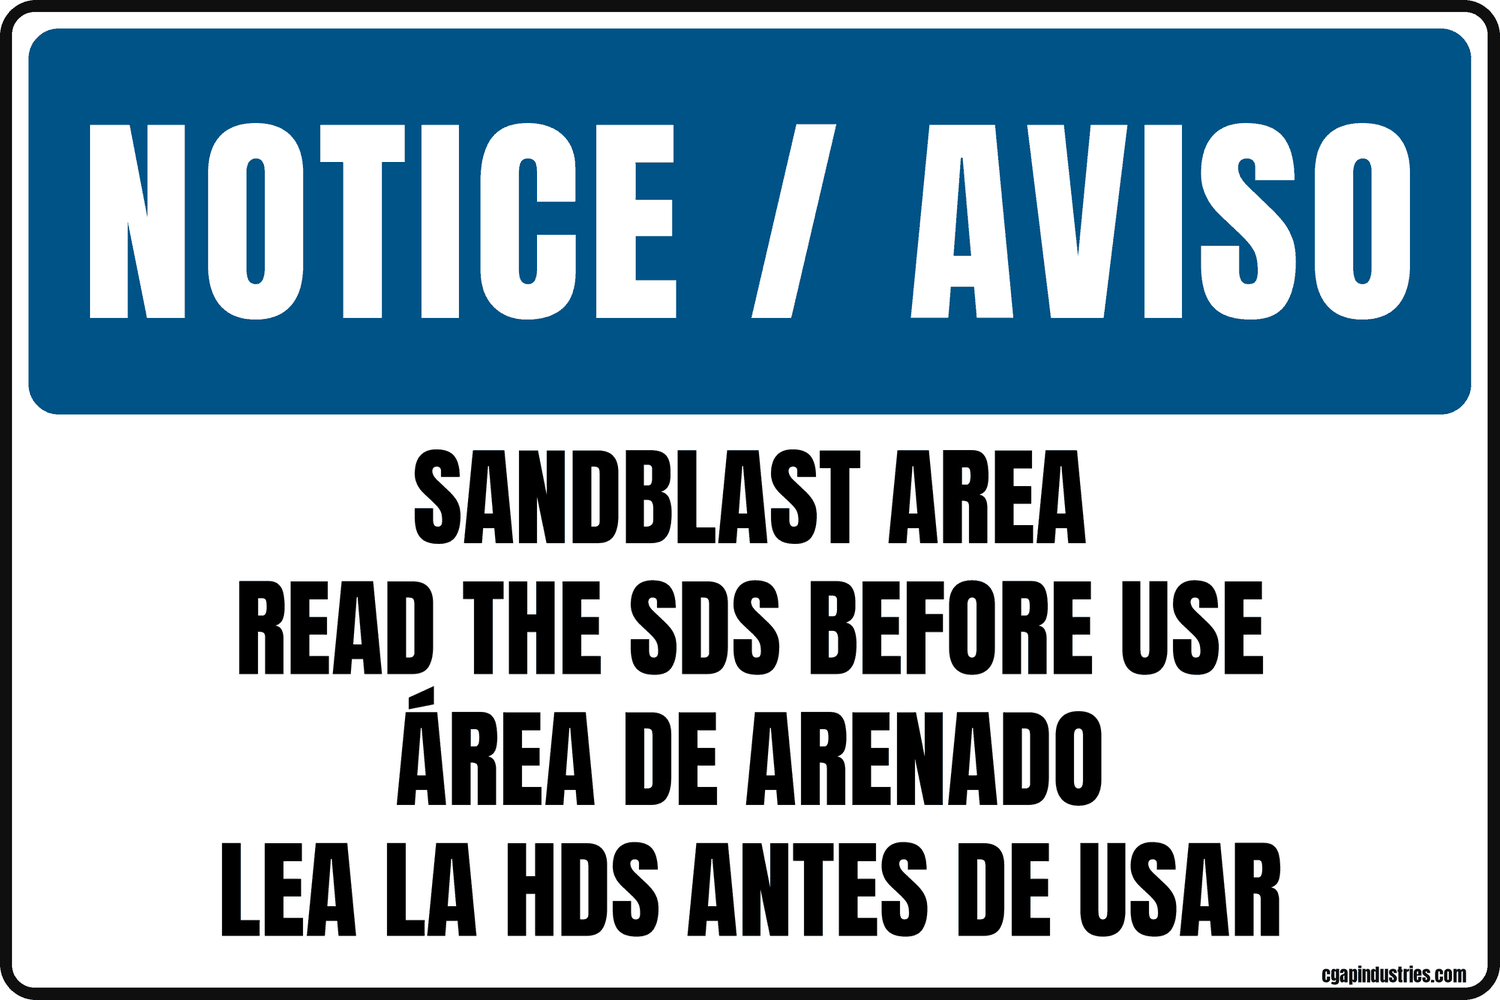 NOTICE / AVISO
SANDBLAST AREA
READ THE SDS BEFORE USE
ÁREA DE ARENADO
LEA LA HDS ANTES DE USAR
cgapindustries.com